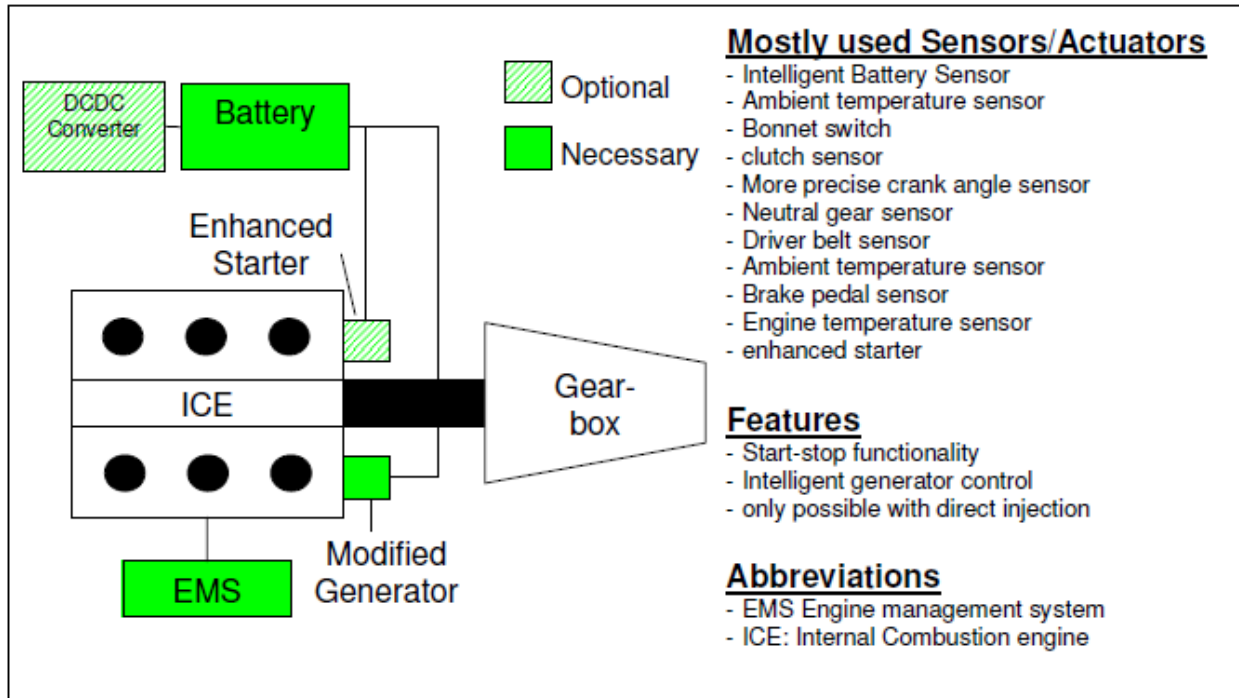 DCDC
Converter
Battery
Optional
Necessary
Enhanced
Starter
ICE
Gear-
box
EMS
Modified
Generator
Mostly used Sensors/Actuators
- Intelligent Battery Sensor
- Ambient temperature sensor
- Bonnet switch
- clutch sensor
- More precise crank angle sensor
- Neutral gear sensor
- Driver belt sensor
- Ambient temperature sensor
- Brake pedal sensor
- Engine temperature sensor
- enhanced starter
Features
- Start-stop functionality
- Intelligent generator control
- only possible with direct injection
Abbreviations
- EMS Engine management system
- ICE: Internal Combustion engine